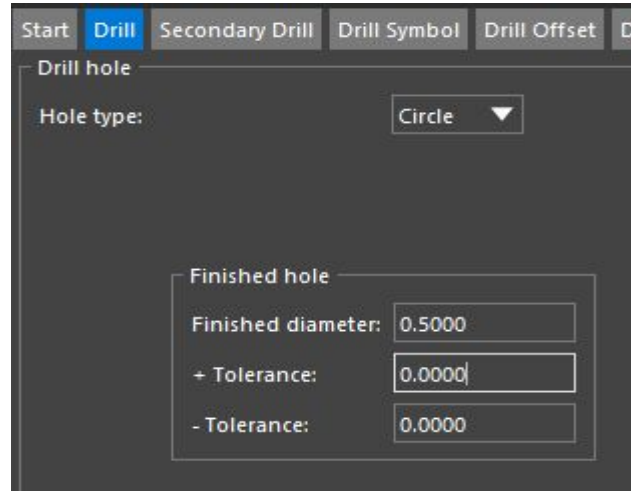 Start Drill Secondary Drill Drill Symbol Drill Offset D
Drill hole
Hole type: Circle
Finished hole
Finished diameter: 0.5000
+ Tolerance: 0.0000
- Tolerance: 0.0000